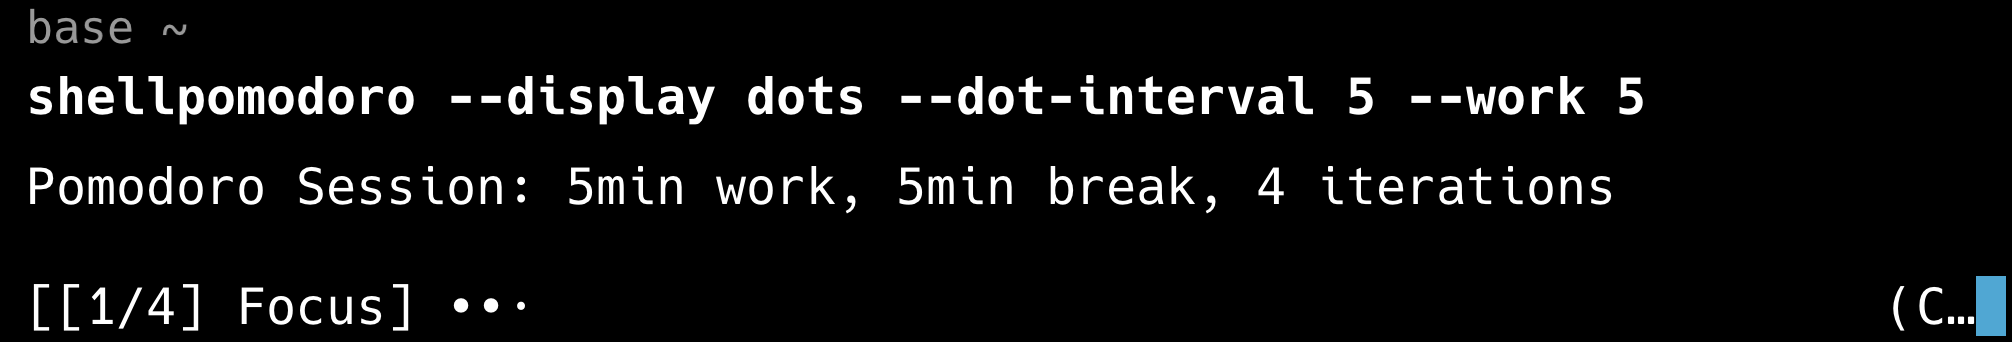 base ~
shellpomodoro --display dots --dot-interval 5 --work 5
Pomodoro Session: 5min work, 5min break, 4 iterations
[[1/4] Focus] ••· (C…